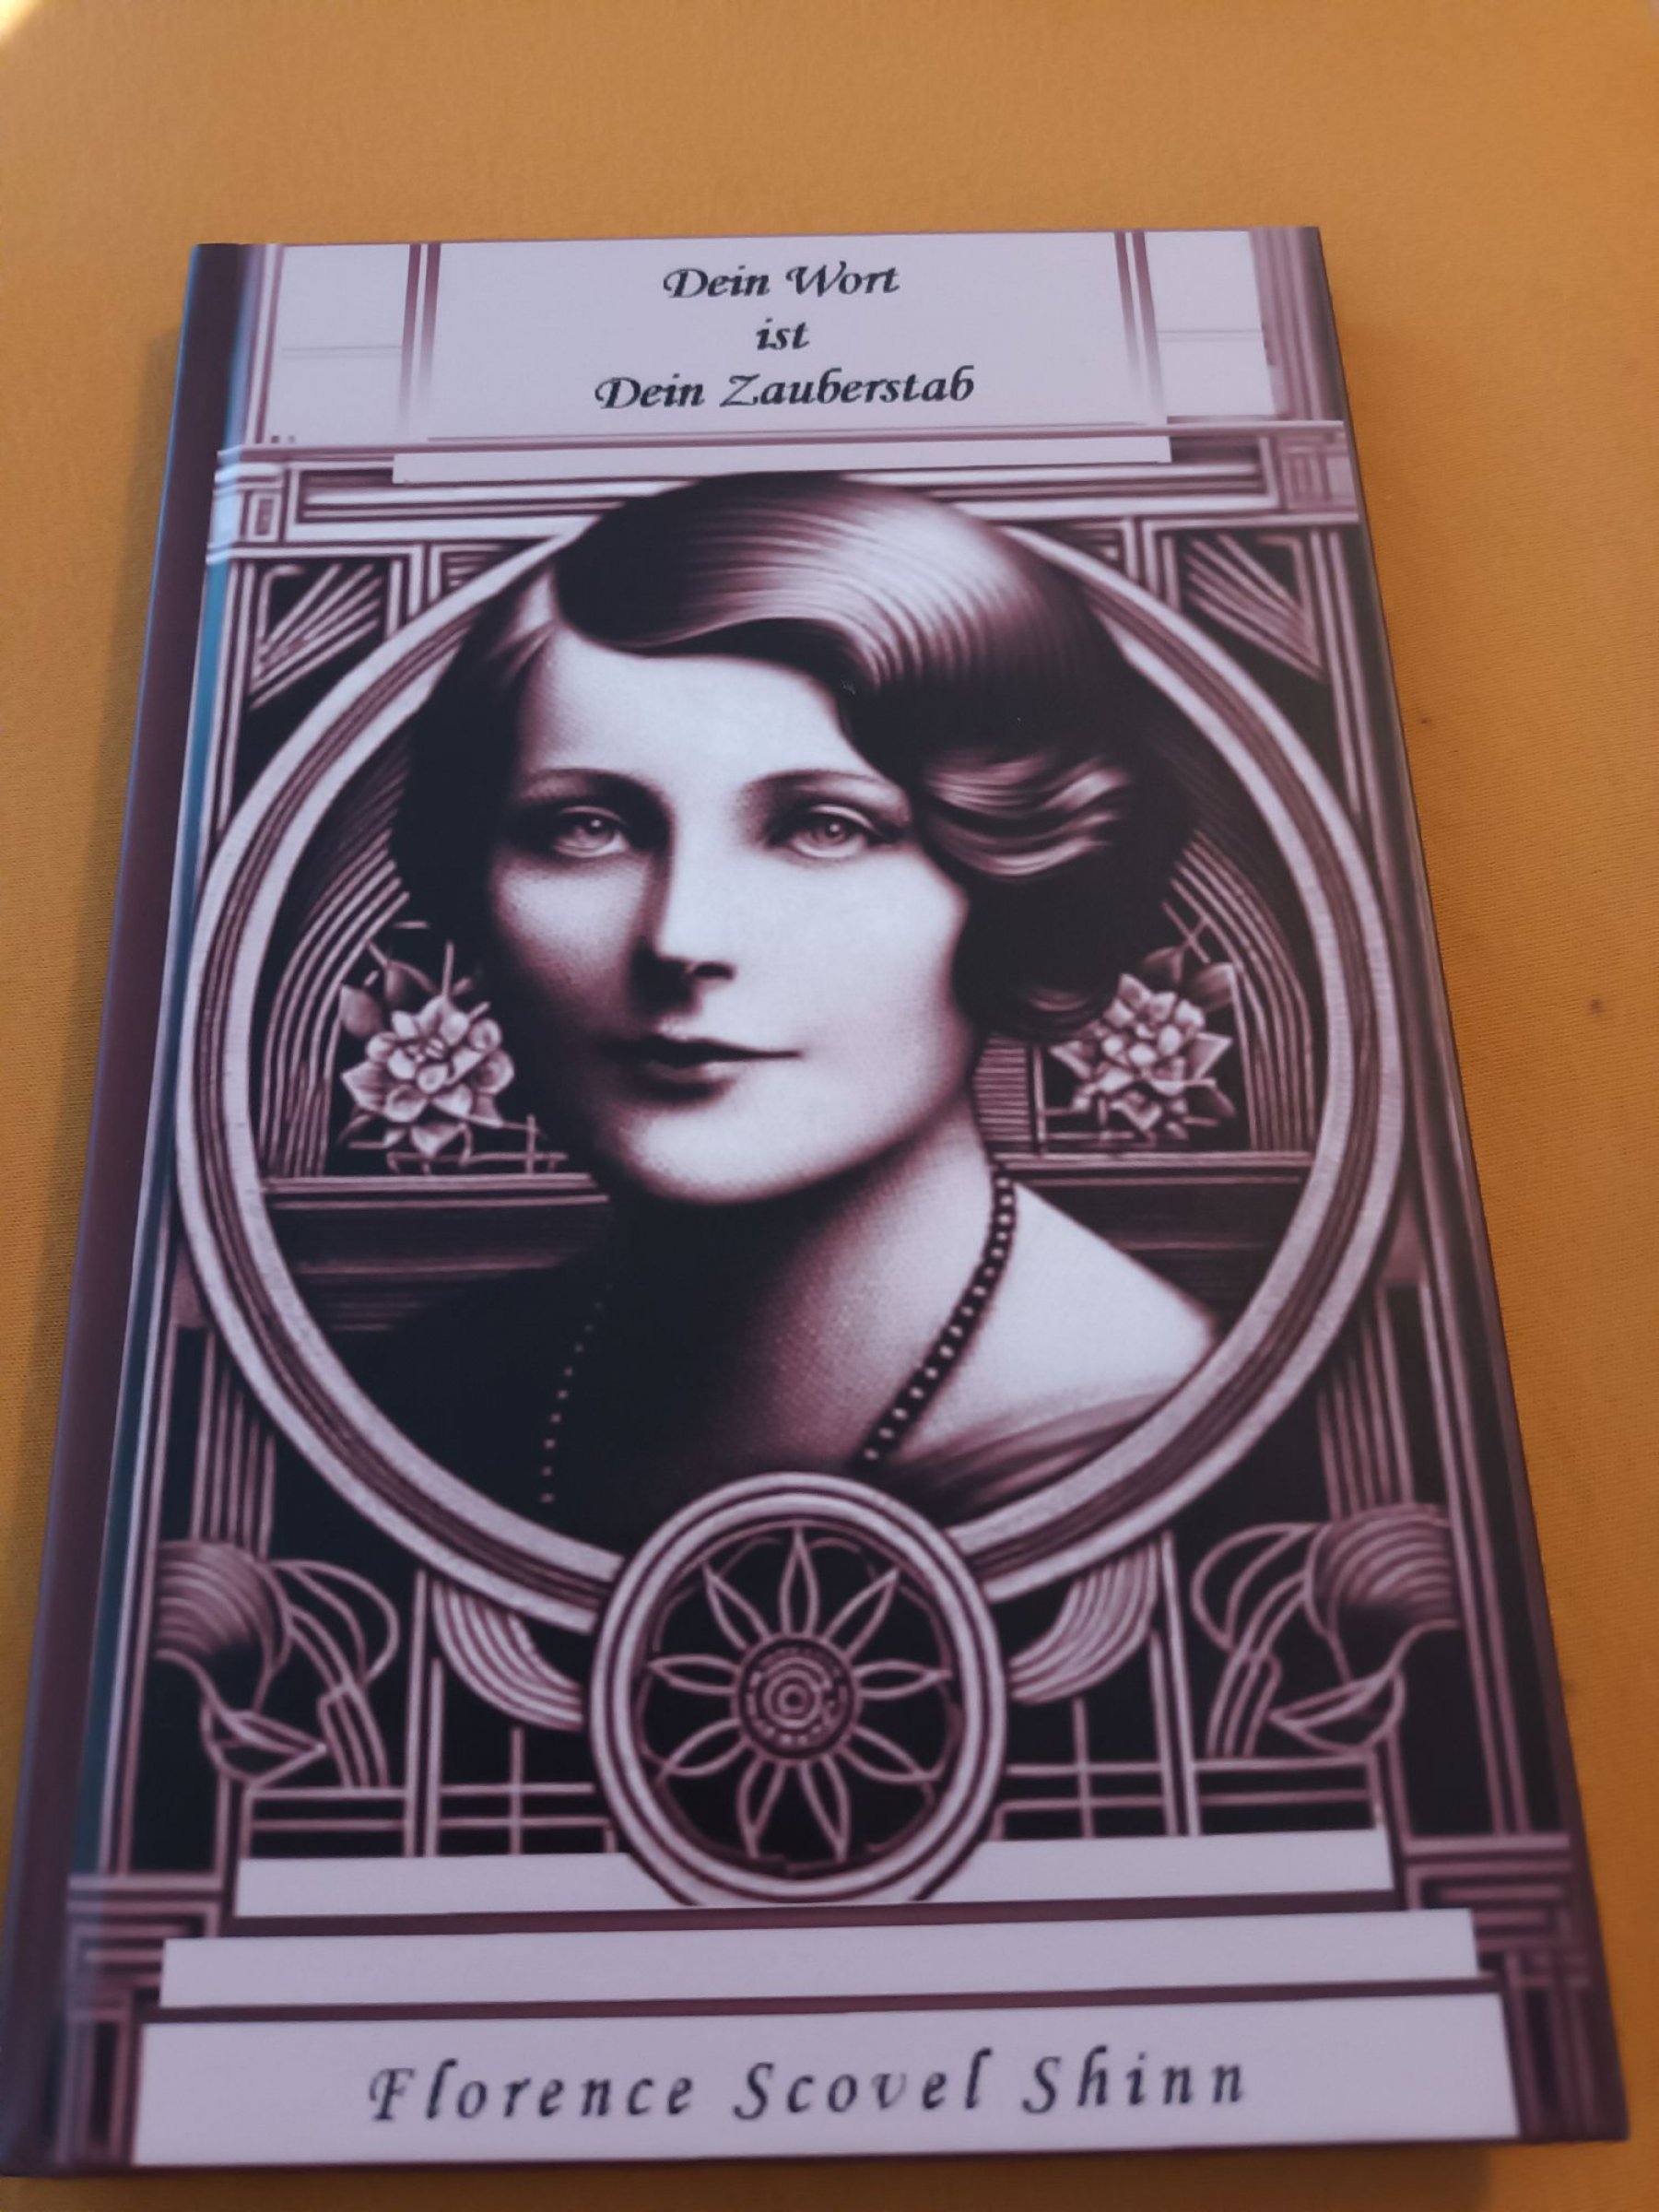 Dein Wort
ist
Dein Zauberstab
Florence Scovel Shinn